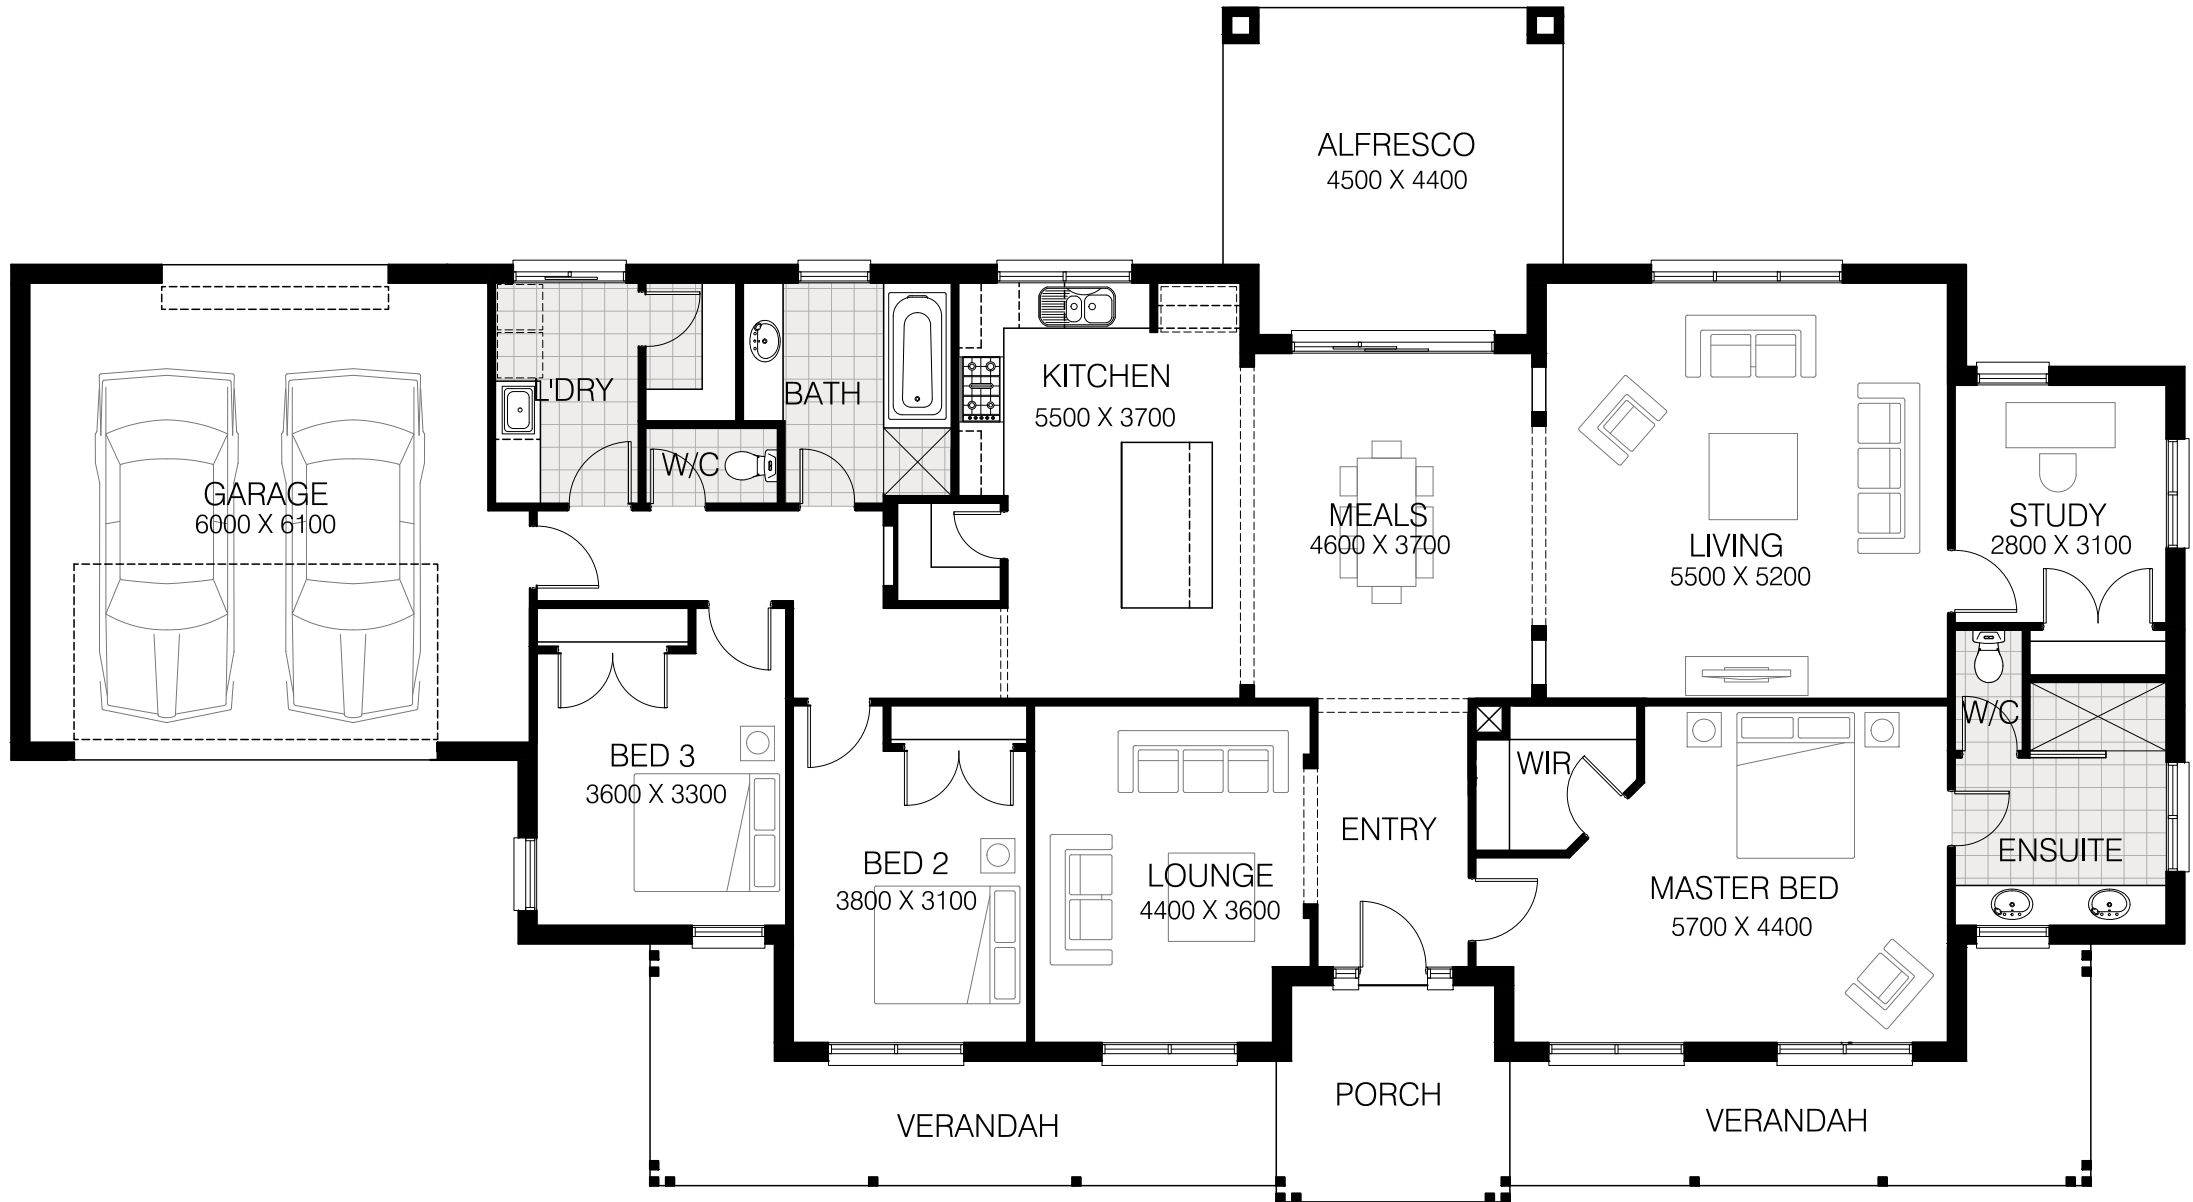 ALFRESCO
4500 X 4400
L'DRY
BATH
KITCHEN
5500 X 3700
W/C
GARAGE
6000 X 6100
MEALS
4600 X 3700
LIVING
5500 X 5200
STUDY
2800 X 3100
W/C
BED 3
3600 X 3300
WIR
BED 2
3800 X 3100
LOUNGE
4400 X 3600
ENTRY
MASTER BED
5700 X 4400
ENSUITE
VERANDAH
PORCH
VERANDAH